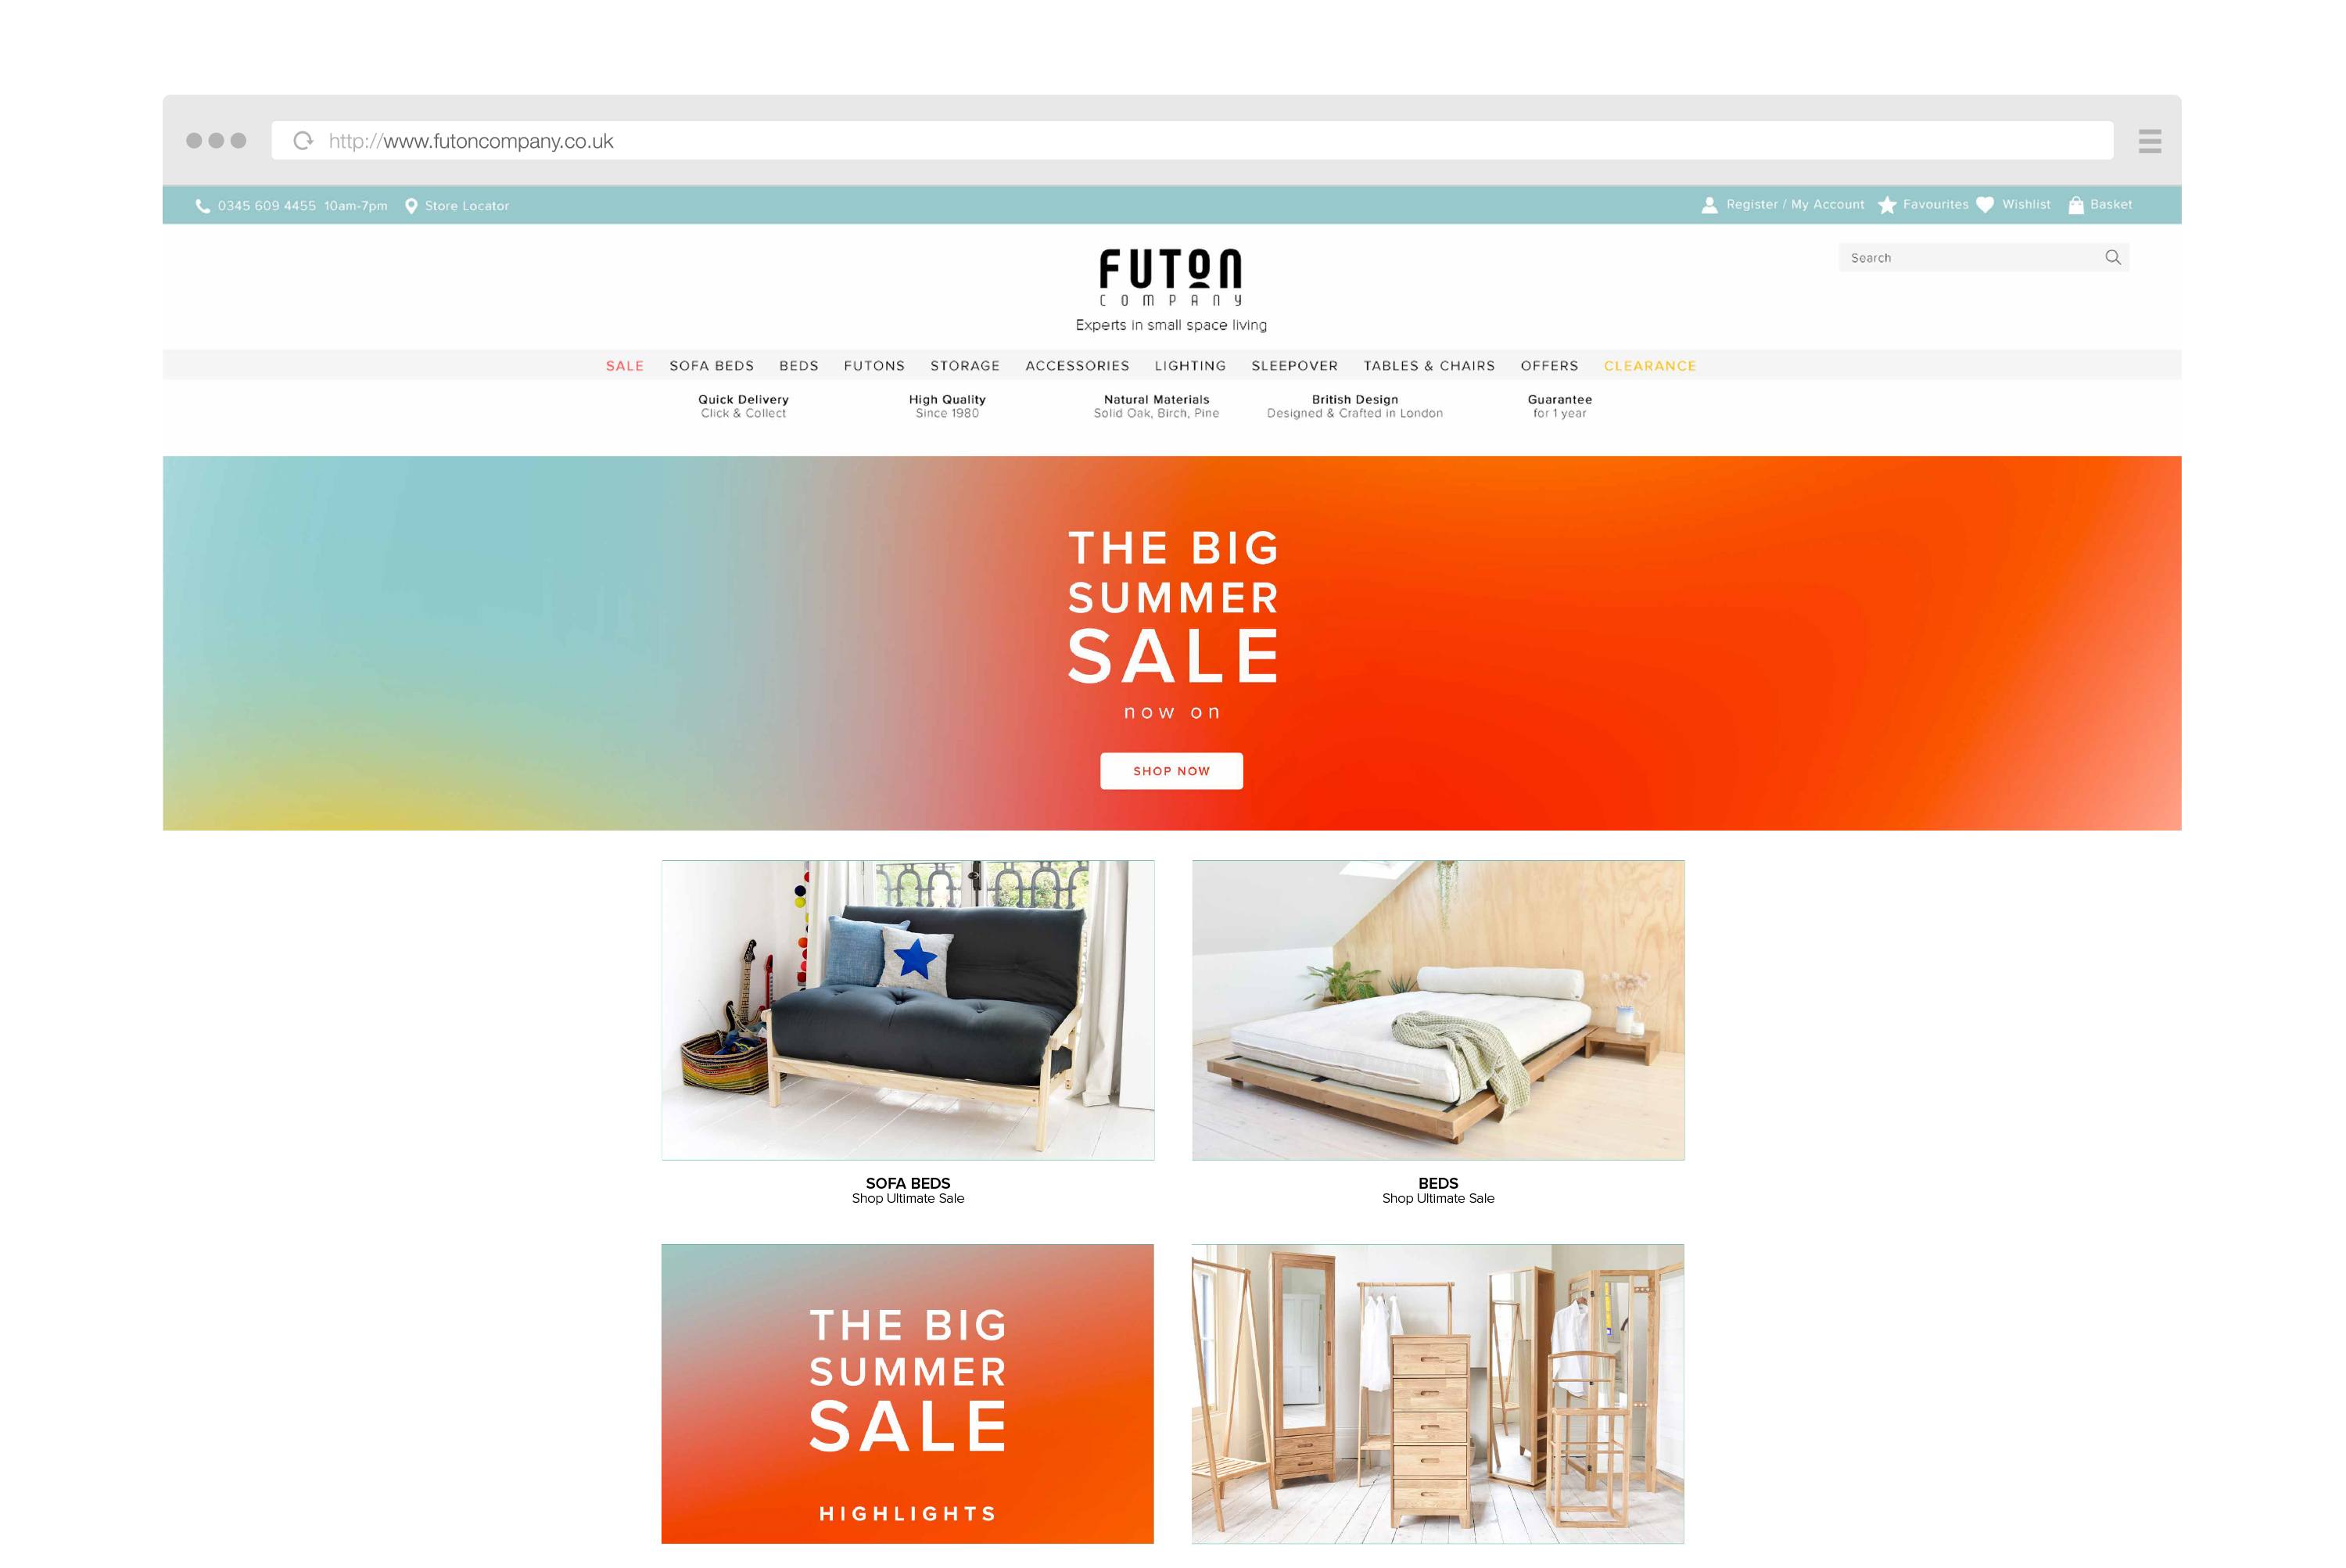 http://www.futoncompany.co.uk
0345 609 4455 10am-7pm Store Locator
Register / My Account Favourites Wishlist Basket
FUTON
COMPANY
Experts in small space living
Search
SALE SOFA BEDS BEDS FUTONS STORAGE ACCESSORIES LIGHTING SLEEPOVER TABLES & CHAIRS OFFERS CLEARANCE
Quick Delivery High Quality Natural Materials British Design Guarantee
Click & Collect Since 1980 Solid Oak, Birch, Pine Designed & Crafted in London for 1 year
THE BIG
SUMMER
SALE
now on
SHOP NOW
SOFA BEDS
Shop Ultimate Sale
BEDS
Shop Ultimate Sale
THE BIG
SUMMER
SALE
HIGHLIGHTS